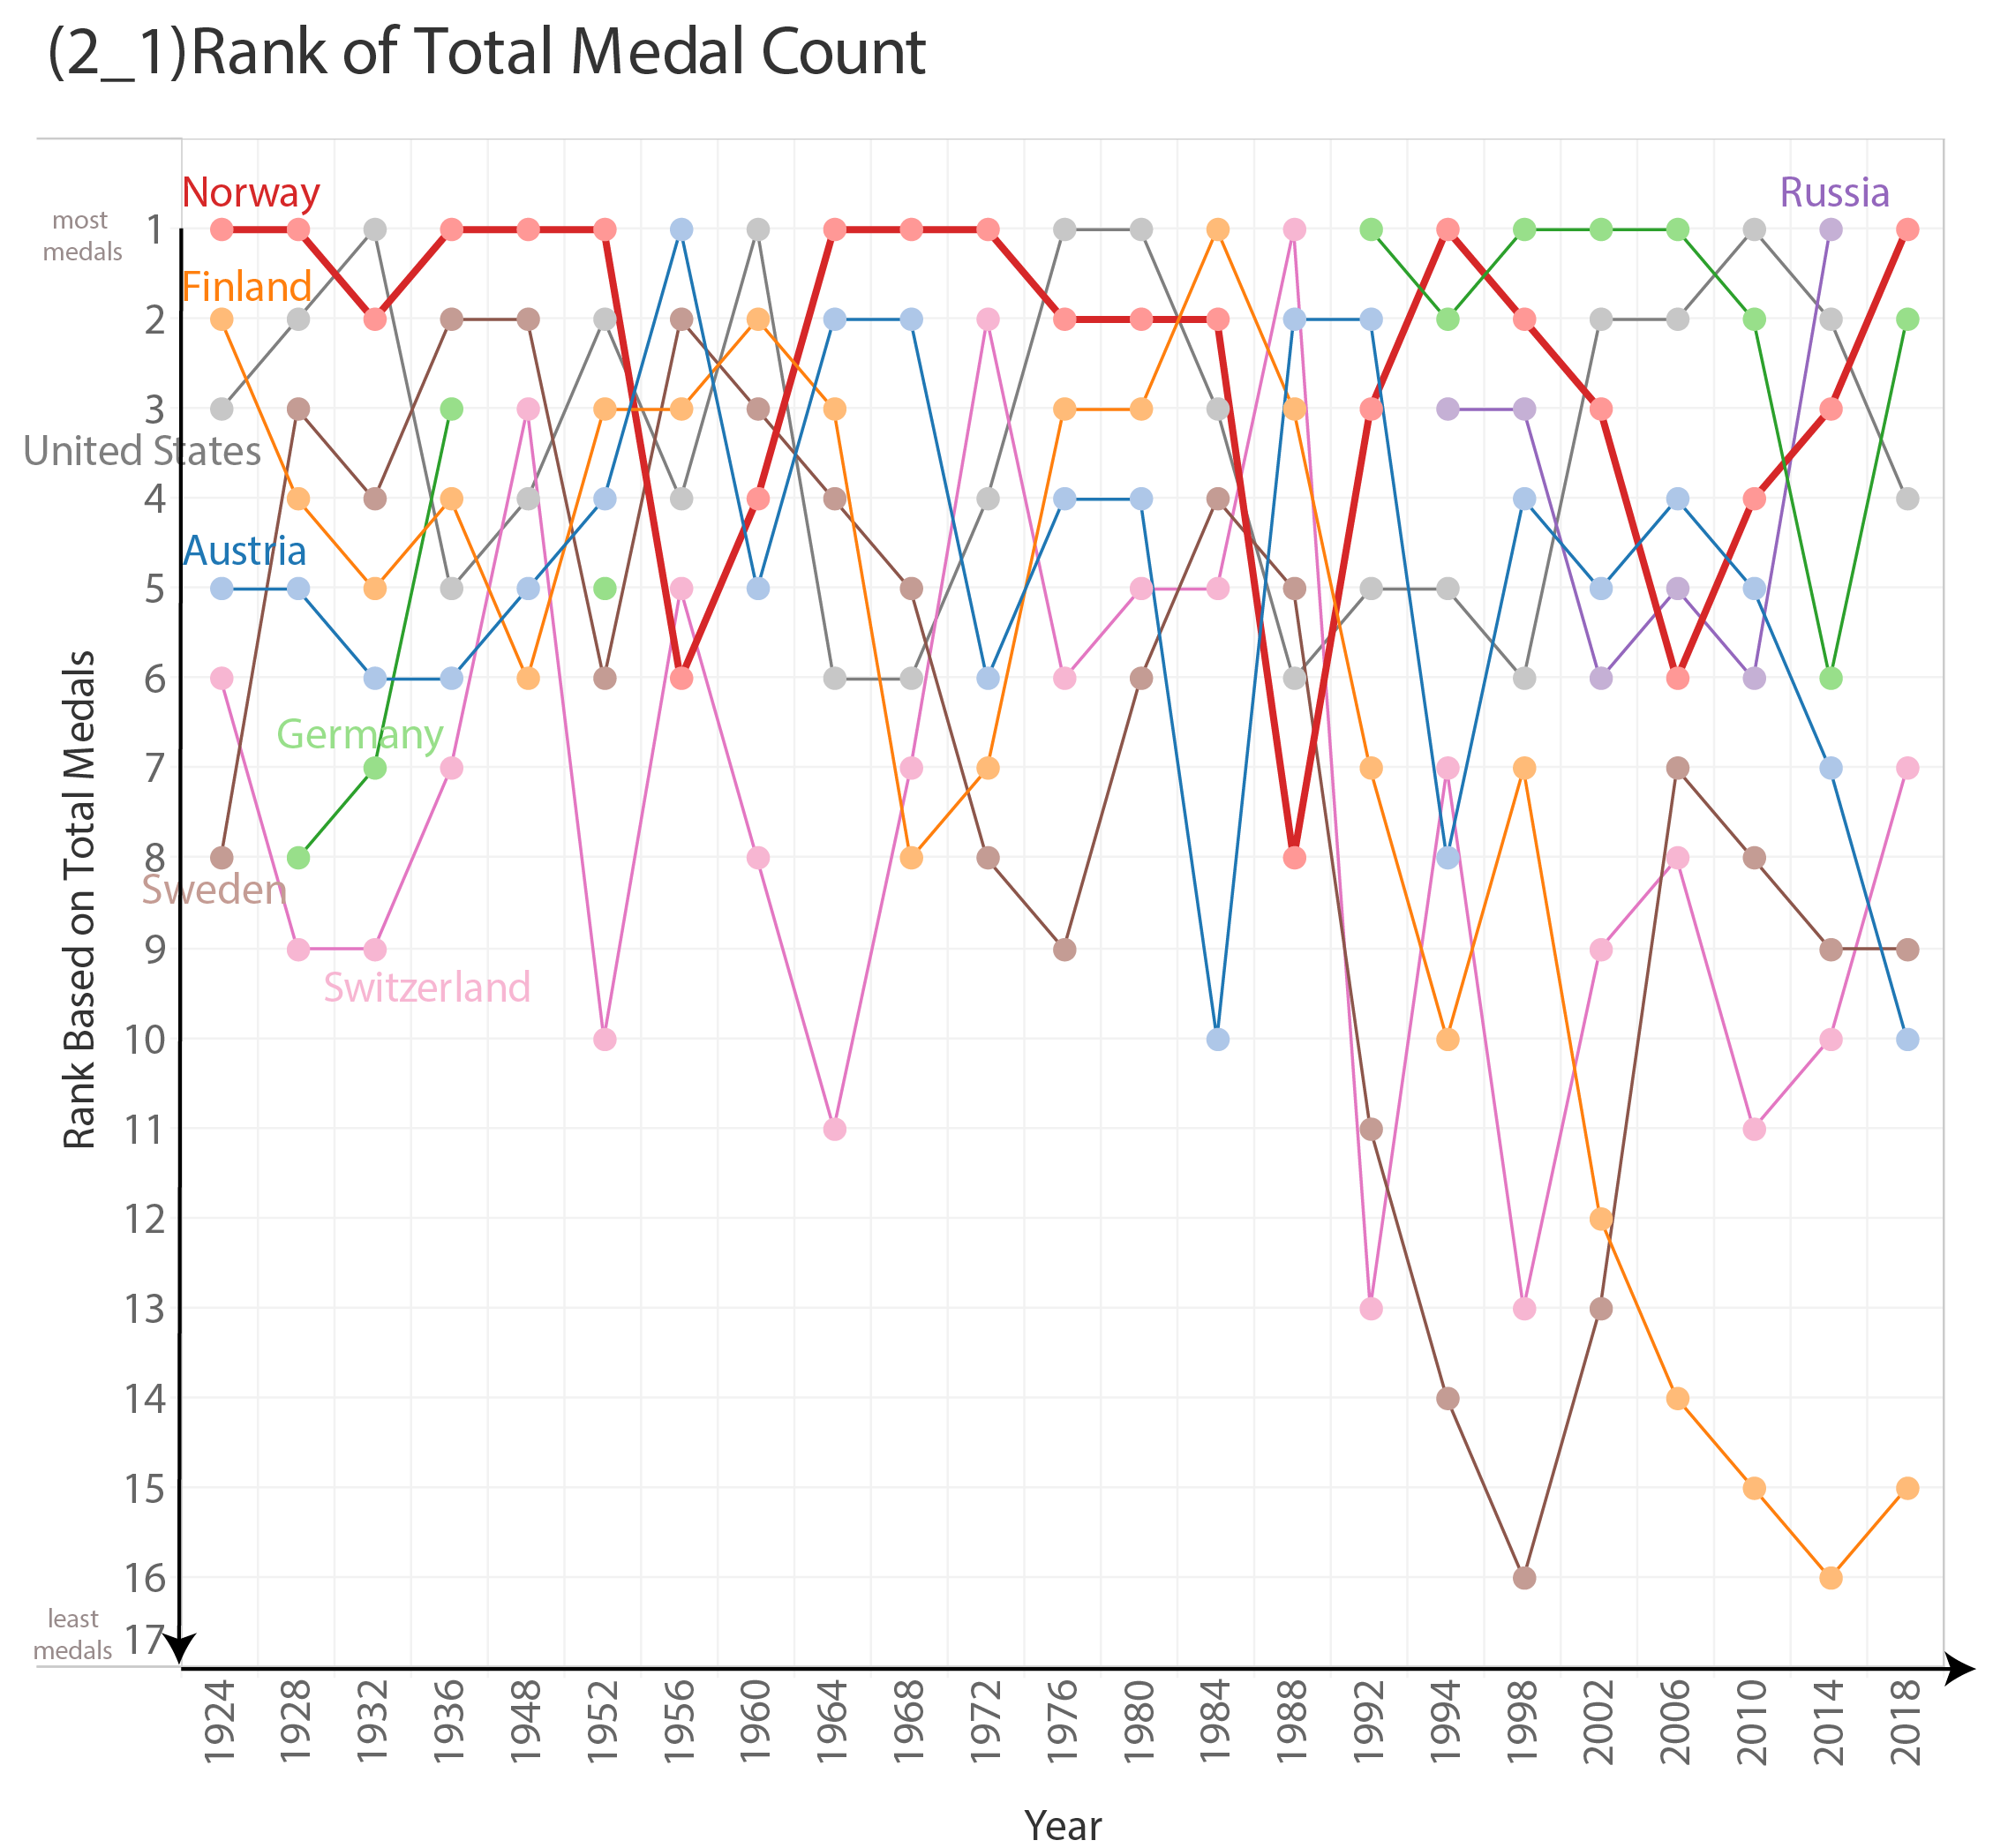 (2_1)Rank of Total Medal Count
Norway
Russia
most
medals
1
Finland
2
3
United States
4
Austria
5
6
Germany
7
8
Sweden
9
Switzerland
10
11
12
13
14
15
16
least
medals
17
Rank Based on Total Medals
1924
1928
1932
1936
1948
1952
1956
1960
1964
1968
1972
1976
1980
1984
1988
1992
1994
1998
2002
2006
2010
2014
2018
Year